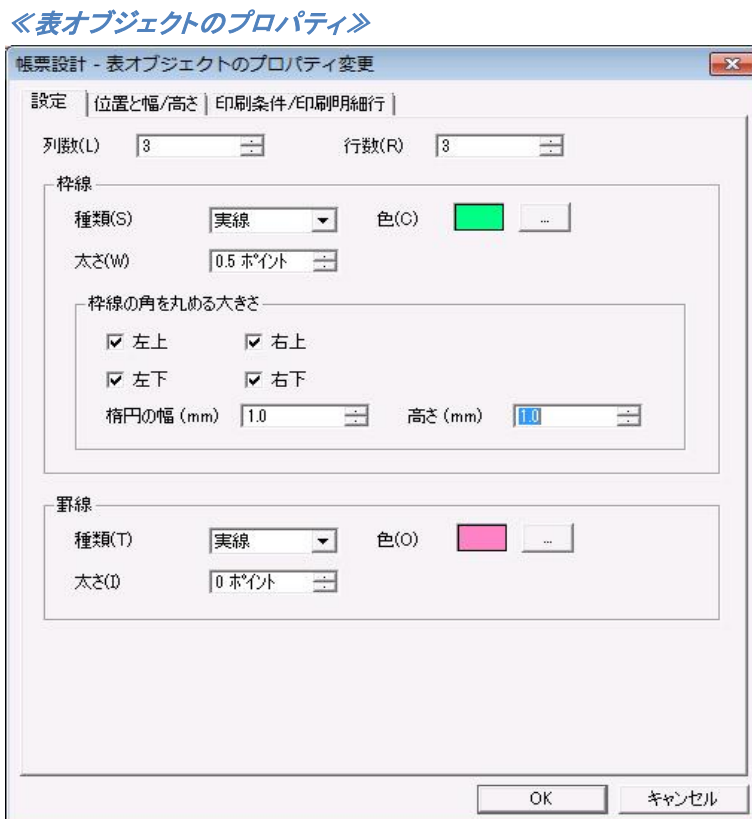 ≪表オブジェクトのプロパティ≫
帳票設計 - 表オブジェクトのプロパティ変更
設定 位置と幅/高さ 印刷条件/印刷明細行
列数(L) 3 行数(R) 3
枠線
種類(S) 実線 色(C) ...
太さ(W) 0.5 ポイント
枠線の角を丸める大きさ
左上 右上
左下 右下
楕円の幅 (mm) 1.0 高さ (mm) 1.0
罫線
種類(T) 実線 色(O) ...
太さ(I) 0 ポイント
OK キャンセル